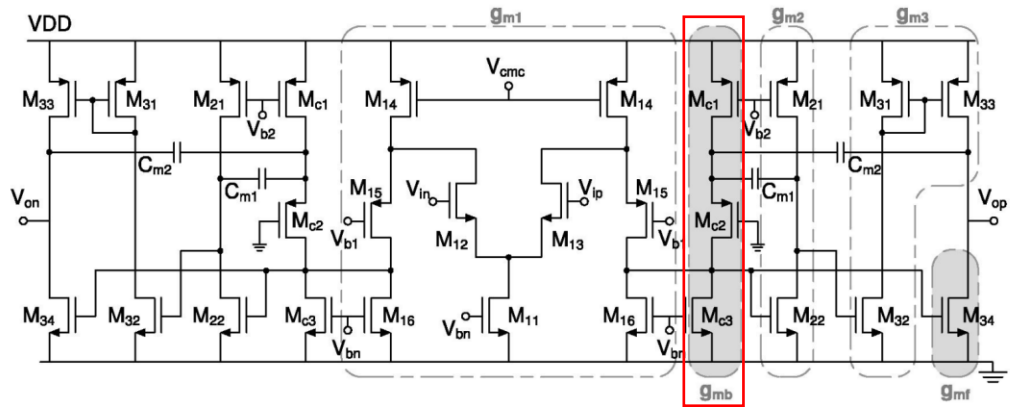 gm1 gm2 gm3
VDD
Vcmc
M33 M31 M21 Mc1 M14 M14 Mc1 M21 M31 M33
Vb2 Vb2
Cm2 Cm2
Cm1 M15 Vin Vip M15 Cm1
Von Mc2 Vb1 M12 M13 Vb1 Mc2 Vop
M34 M32 M22 Mc3 M16 Vbn M11 M16 Mc3 M22 M32 M34
Vbn Vbn
gmb gmf